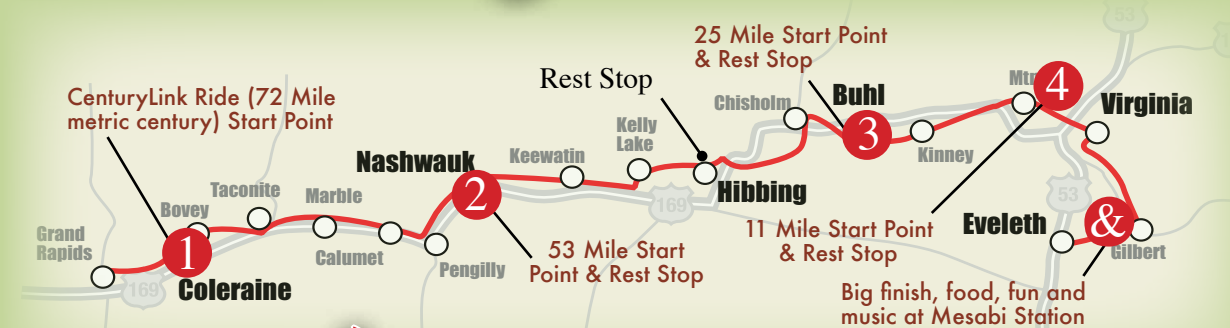 53
25 Mile Start Point
& Rest Stop
Rest Stop
CenturyLink Ride (72 Mile
metric century) Start Point
Chisholm
Buhl
3
Mtn
4
Virginia
Kinney
Kelly
Lake
Nashwauk
2
Keewatin
Hibbing
169
53
Taconite
Marble
Bovey
Grand
Rapids
1
Coleraine
169
Calumet
Pengilly
53 Mile Start
Point & Rest Stop
11 Mile Start Point
& Rest Stop
Eveleth
&
Gilbert
Big finish, food, fun and
music at Mesabi Station